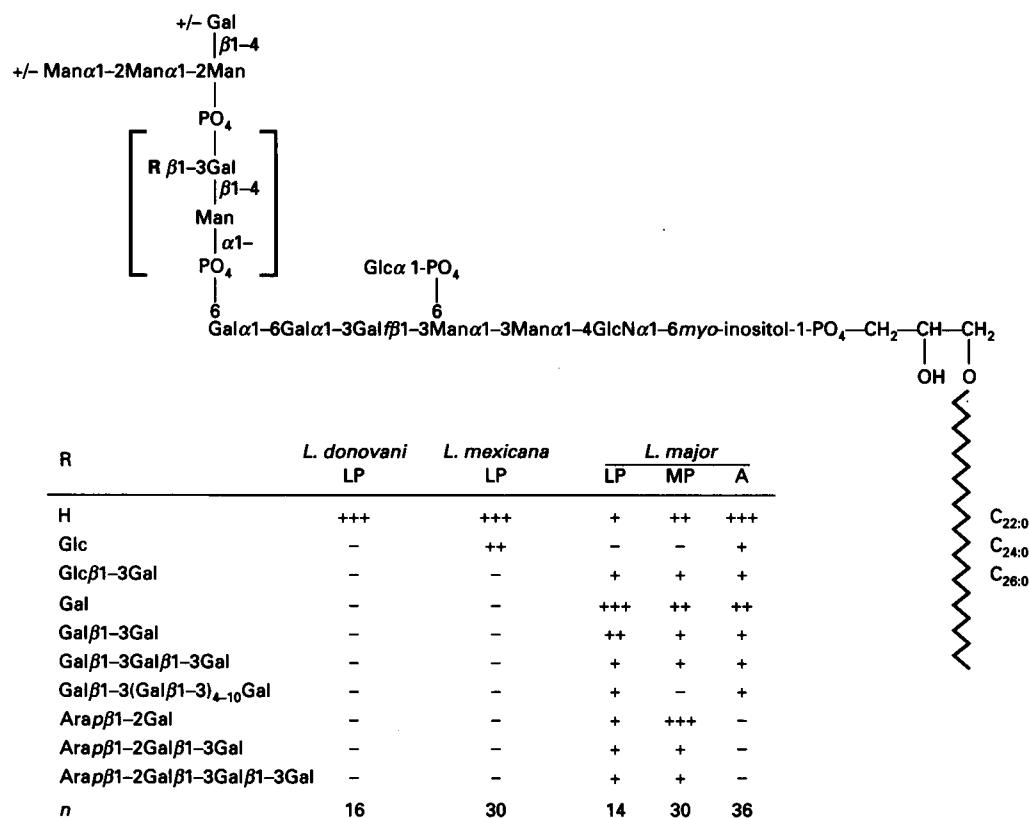 +/– Gal
β1–4
+/– Manα1–2Manα1–2Man
PO4
R β1–3Gal
β1–4
Man
α1–
PO4
Glcα 1-PO4
6
6
Galα1–6Galα1–3Galfβ1–3Manα1–3Manα1–4GlcNα1–6myo-inositol-1-PO4—CH2—CH—CH2
OH O
R L. donovani L. mexicana L. major
LP LP LP MP A
H +++ +++ + ++ +++ C22:0
Glc – ++ – – + C24:0
Glcβ1–3Gal – – + + + C26:0
Gal – – +++ ++ ++
Galβ1–3Gal – – ++ + +
Galβ1–3Galβ1–3Gal – – + + +
Galβ1–3(Galβ1–3)4–10Gal – – + – +
Arapβ1–2Gal – – + +++ –
Arapβ1–2Galβ1–3Gal – – + + –
Arapβ1–2Galβ1–3Galβ1–3Gal – – + + –
n 16 30 14 30 36